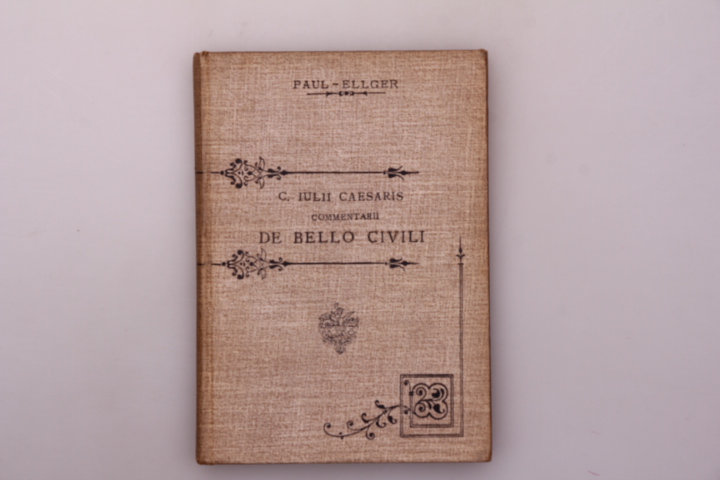 PAUL-ELLGER
C. IULII CAESARIS
COMMENTARII
DE BELLO CIVILI